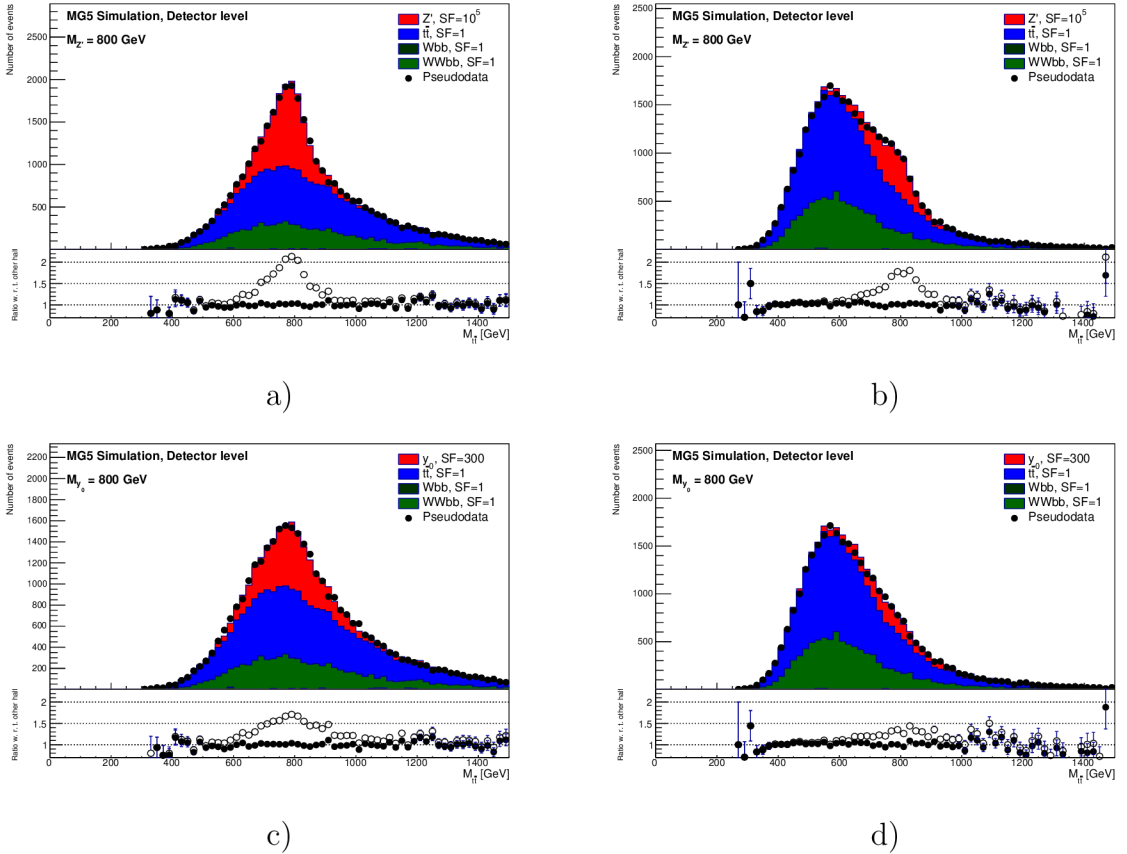 MG5 Simulation, Detector level
M_Z' = 800 GeV
Z', SF=10^5
tt̄, SF=1
Wbb, SF=1
WWbb, SF=1
Pseudodata
Number of events
2500
2000
1500
1000
500
Ratio w. r. t. other half
2
1.5
1
0 200 400 600 800 1000 1200 1400
M_tt̄ [GeV]
a)
MG5 Simulation, Detector level
M_Z' = 800 GeV
Z', SF=10^5
tt̄, SF=1
Wbb, SF=1
WWbb, SF=1
Pseudodata
Number of events
2500
2000
1500
1000
500
Ratio w. r. t. other half
2
1.5
1
0 200 400 600 800 1000 1200 1400
M_tt̄ [GeV]
b)
MG5 Simulation, Detector level
M_y_0 = 800 GeV
y_0, SF=300
tt̄, SF=1
Wbb, SF=1
WWbb, SF=1
Pseudodata
Number of events
2200
2000
1800
1600
1400
1200
1000
800
600
400
200
Ratio w. r. t. other half
2
1.5
1
0 200 400 600 800 1000 1200 1400
M_tt̄ [GeV]
c)
MG5 Simulation, Detector level
M_y_0 = 800 GeV
y_0, SF=300
tt̄, SF=1
Wbb, SF=1
WWbb, SF=1
Pseudodata
Number of events
2500
2000
1500
1000
500
Ratio w. r. t. other half
2
1.5
1
0 200 400 600 800 1000 1200 1400
M_tt̄ [GeV]
d)